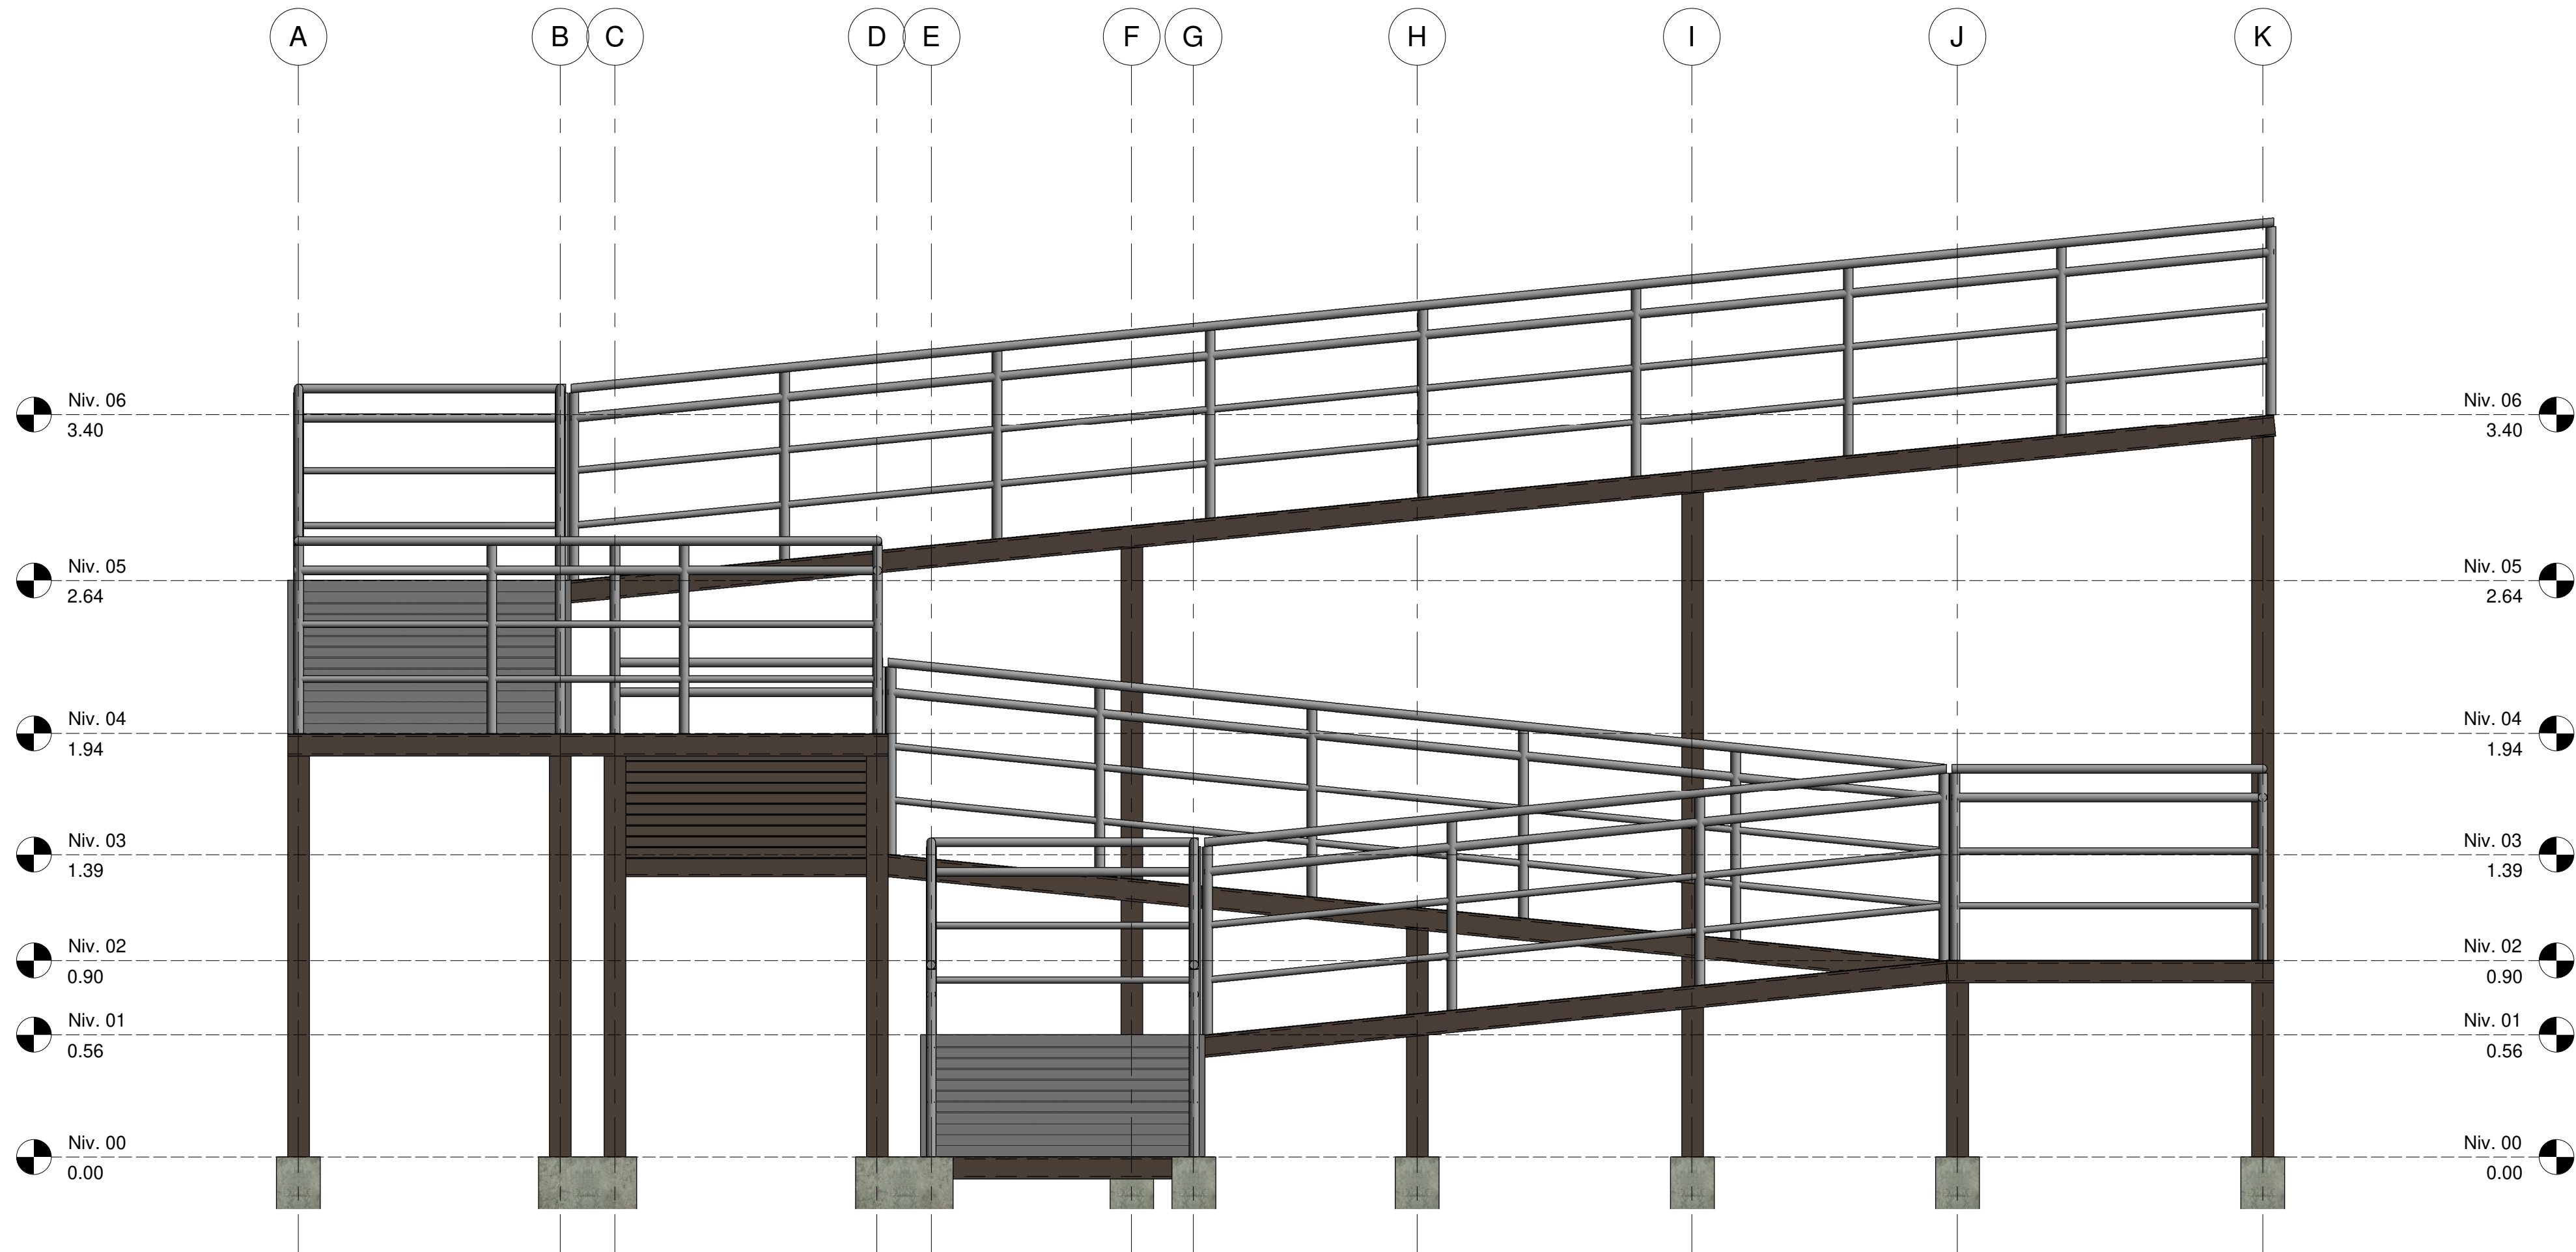 A B C D E F G H I J K
Niv. 06 Niv. 06
3.40 3.40
Niv. 05 Niv. 05
2.64 2.64
Niv. 04 Niv. 04
1.94 1.94
Niv. 03 Niv. 03
1.39 1.39
Niv. 02 Niv. 02
0.90 0.90
Niv. 01 Niv. 01
0.56 0.56
Niv. 00 Niv. 00
0.00 0.00